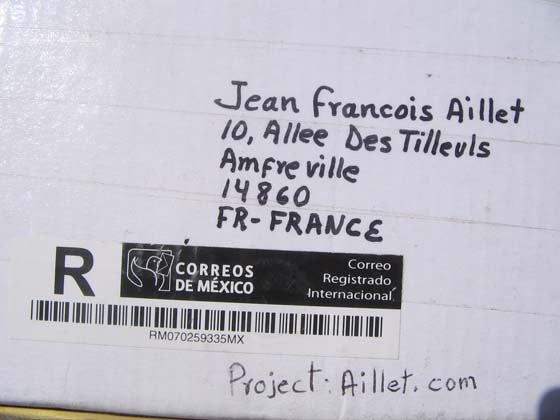 Jean Francois Aillet
10, Allee Des Tilleuls
Amfreville
14860
FR-FRANCE
R
CORREOS
DE MÉXICO
Correo
Registrado
Internacional
RM070259335MX
Project: Aillet.com